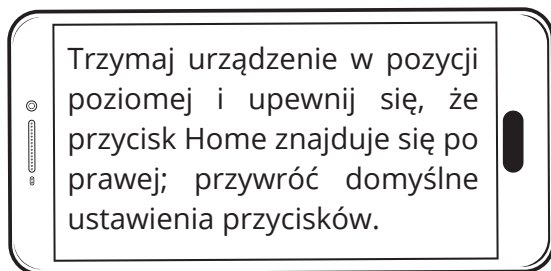 Trzymaj urządzenie w pozycji
poziomej i upewnij się, że
przycisk Home znajduje się po
prawej; przywróć domyślne
ustawienia przycisków.